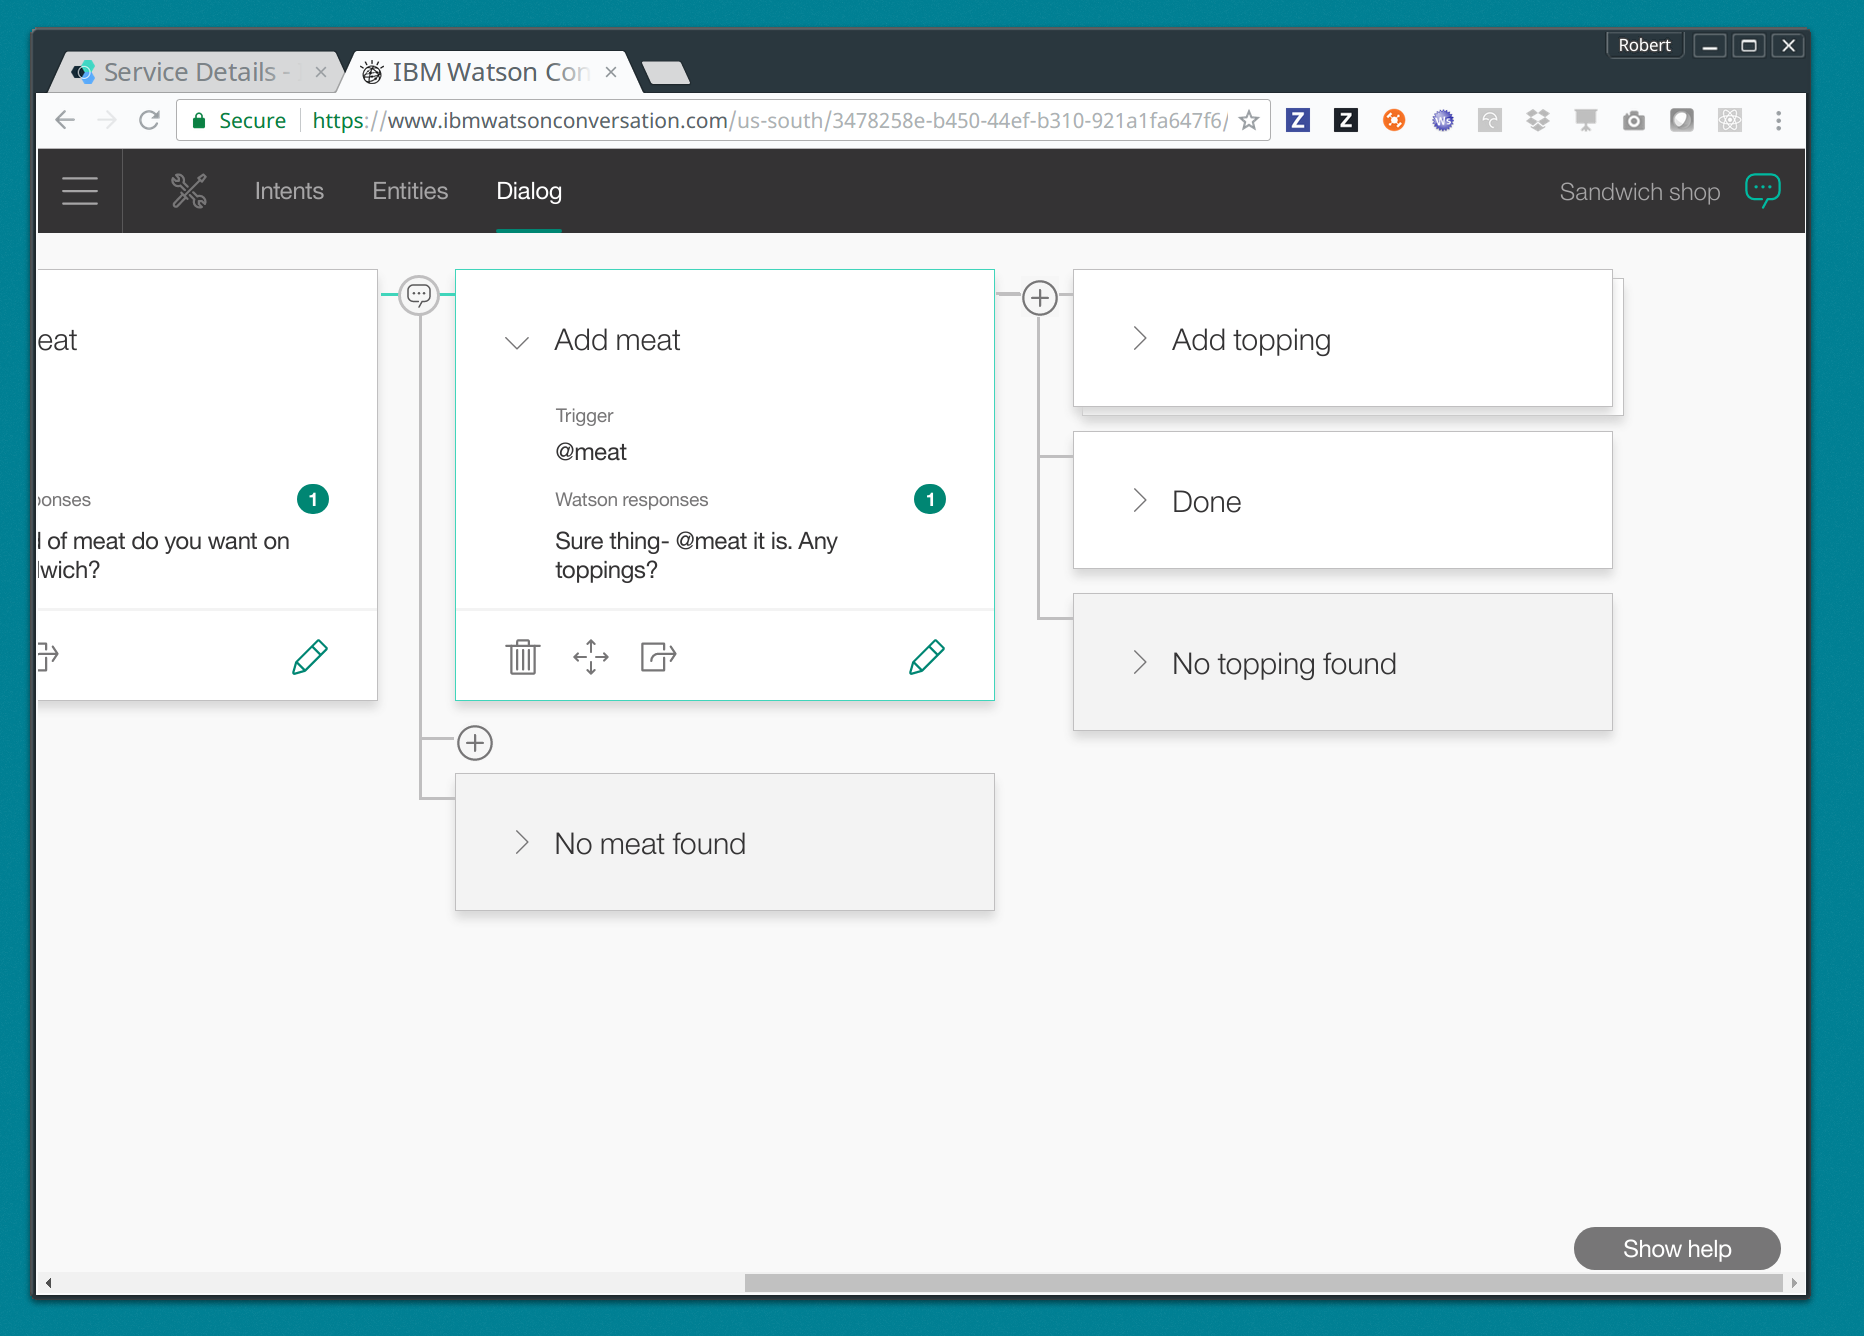 Robert
Service Details -
IBM Watson Con
Secure https://www.ibmwatsonconversation.com/us-south/3478258e-b450-44ef-b310-921a1fa647f6/
Z
Z
Ws
Intents Entities Dialog
Sandwich shop
eat
onses
1
of meat do you want on
wich?
Add meat
Trigger
@meat
Watson responses
1
Sure thing- @meat it is. Any
toppings?
No meat found
Add topping
Done
No topping found
Show help